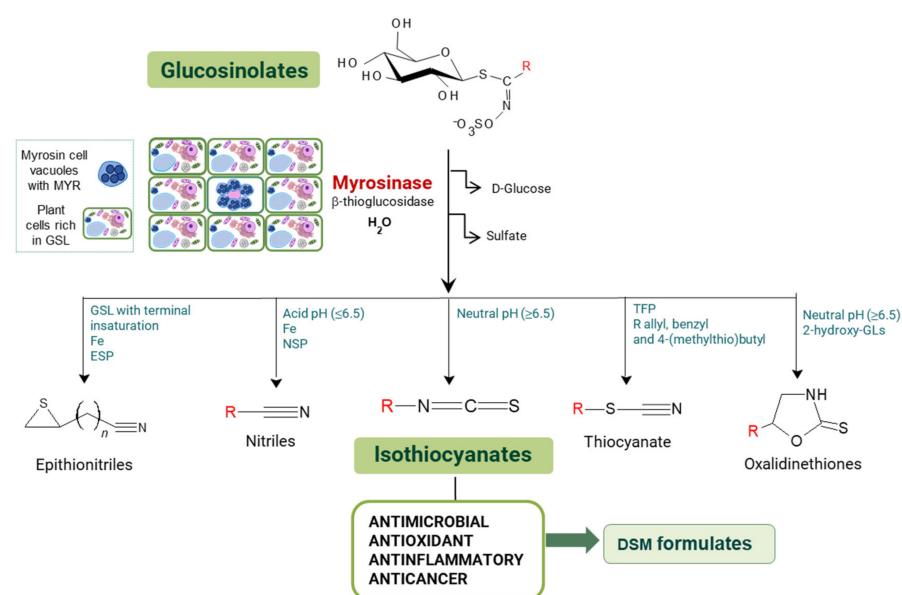 Glucosinolates
OH
HO
HO
OH
O
S
R
C
N
⁻O₃SO
Myrosin cell
vacuoles
with MYR
Plant
cells rich
in GSL
Myrosinase
β-thioglucosidase
H₂O
D-Glucose
Sulfate
GSL with terminal
insaturation
Fe
ESP
Acid pH (≤6.5)
Fe
NSP
Neutral pH (≥6.5)
TFP
R allyl, benzyl
and 4-(methylthio)butyl
Neutral pH (≥6.5)
2-hydroxy-GLs
S
( )n
N
Epithionitriles
R N
Nitriles
R-N=C=S
Isothiocyanates
R-S N
Thiocyanate
NH
R
O
S
Oxalidinethiones
ANTIMICROBIAL
ANTIOXIDANT
ANTINFLAMMATORY
ANTICANCER
DSM formulates